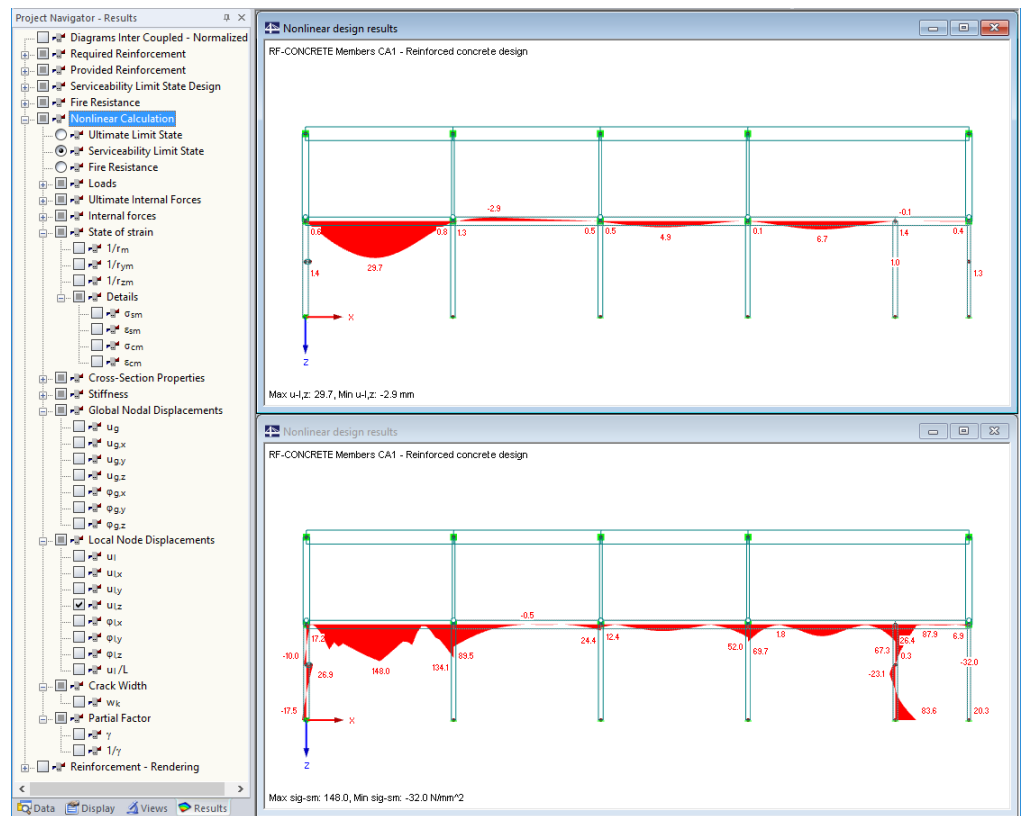 Project Navigator - Results
Diagrams Inter Coupled - Normalized
Required Reinforcement
Provided Reinforcement
Serviceability Limit State Design
Fire Resistance
Nonlinear Calculation
Ultimate Limit State
Serviceability Limit State
Fire Resistance
Loads
Ultimate Internal Forces
Internal forces
State of strain
1/rm
1/rym
1/rzm
Details
σsm
εsm
σcm
εcm
Cross-Section Properties
Stiffness
Global Nodal Displacements
ug
ug,x
ug,y
ug,z
φg,x
φg,y
φg,z
Local Node Displacements
ul
ul,x
ul,y
ul,z
φl,x
φl,y
φl,z
ul/L
Crack Width
wk
Partial Factor
γ
1/γ
Reinforcement - Rendering
Data Display Views Results
Nonlinear design results
RF-CONCRETE Members CA1 - Reinforced concrete design
-2.9
-0.1
0.6 0.8 1.3 0.5 0.5 0.1 1.4 0.4
4.9 6.7
29.7
1.4 1.0 1.3
X
Z
Max u-l,z: 29.7, Min u-l,z: -2.9 mm
Nonlinear design results
RF-CONCRETE Members CA1 - Reinforced concrete design
-0.5
17.2 24.4 12.4 1.8 26.4 87.9 6.9
134.1 89.5 52.0 69.7 67.3 0.3
-10.0 26.9 148.0 -23.1 -32.0
-17.5 83.6 20.3
X
Z
Max sig-sm: 148.0, Min sig-sm: -32.0 N/mm^2